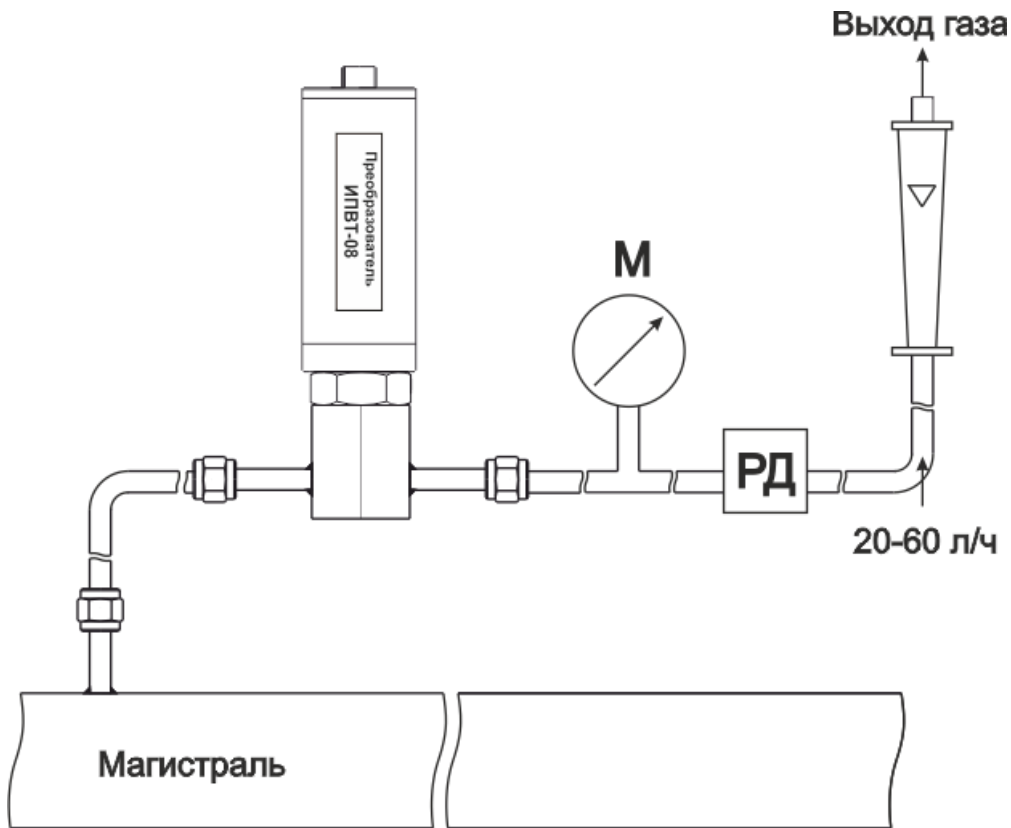 Выход газа
Преобразователь
ИПВТ-08
М
РД
20-60 л/ч
Магистраль